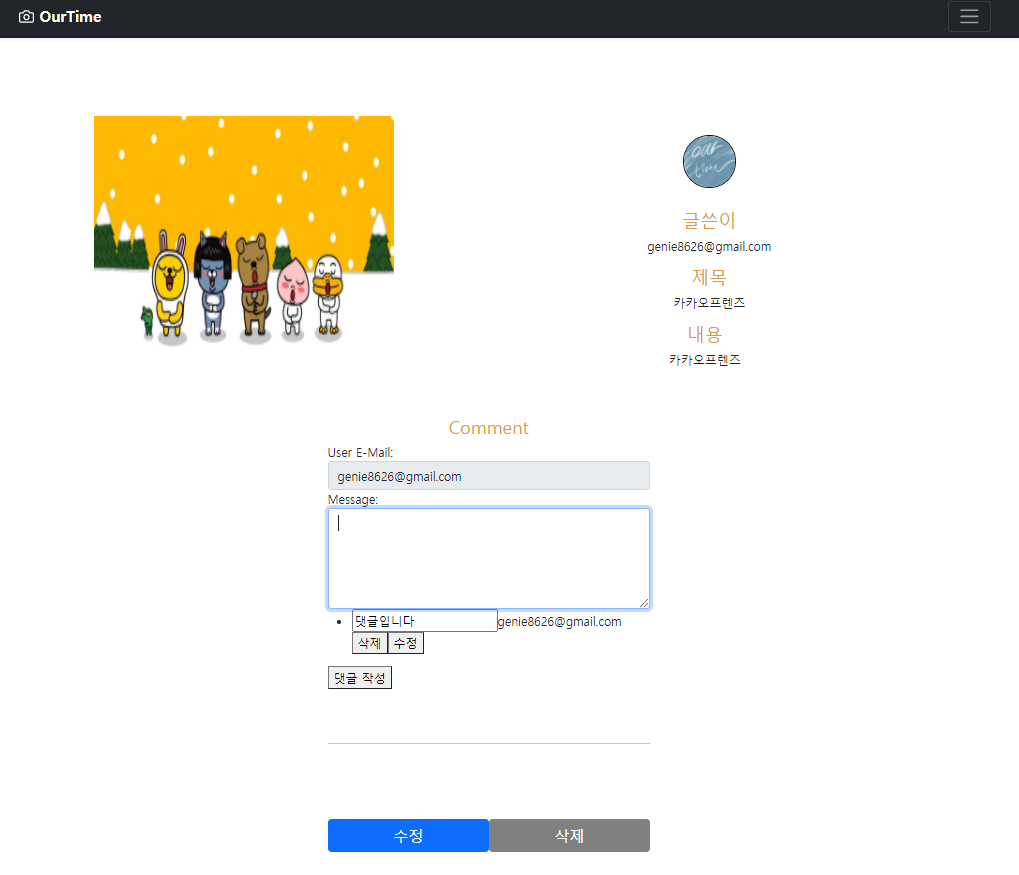 OurTime
our
time
글쓴이
genie8626@gmail.com
제목
카카오프렌즈
내용
카카오프렌즈
Comment
User E-Mail:
genie8626@gmail.com
Message:
댓글입니다 genie8626@gmail.com
삭제 수정
댓글 작성
수정 삭제